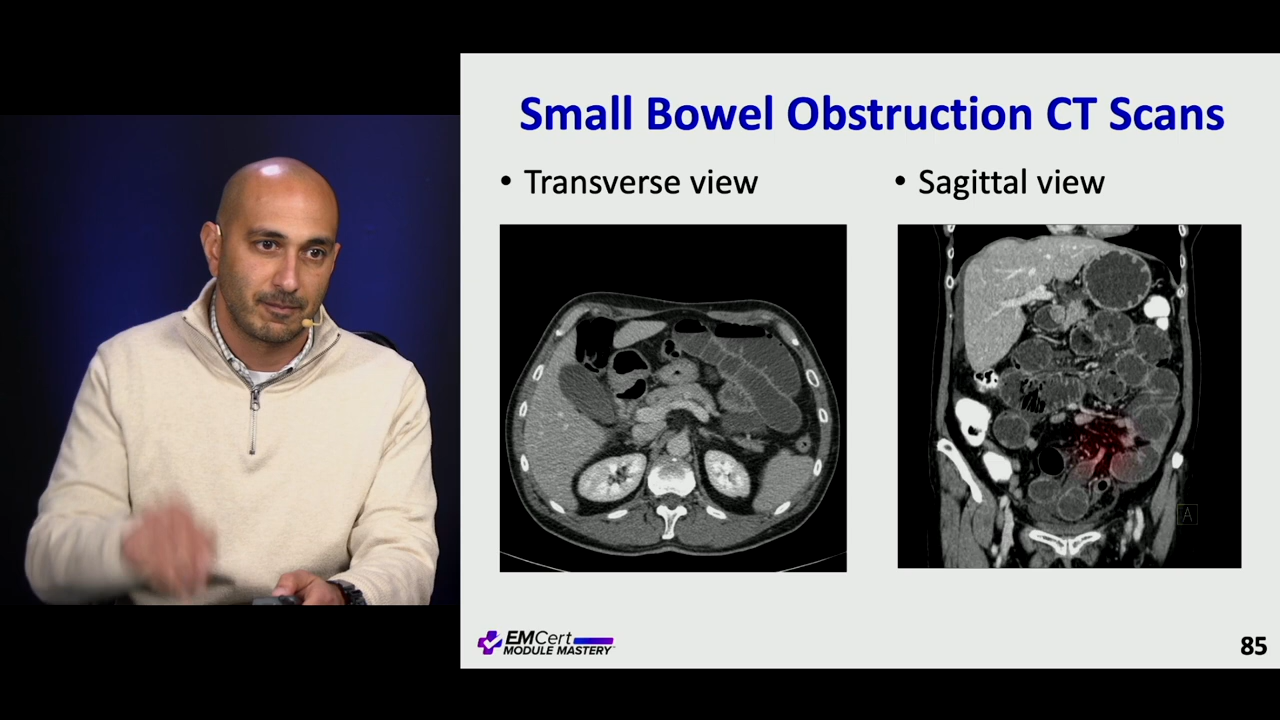 Small Bowel Obstruction CT Scans
• Transverse view
• Sagittal view
A
EMCert
MODULE MASTERY
85